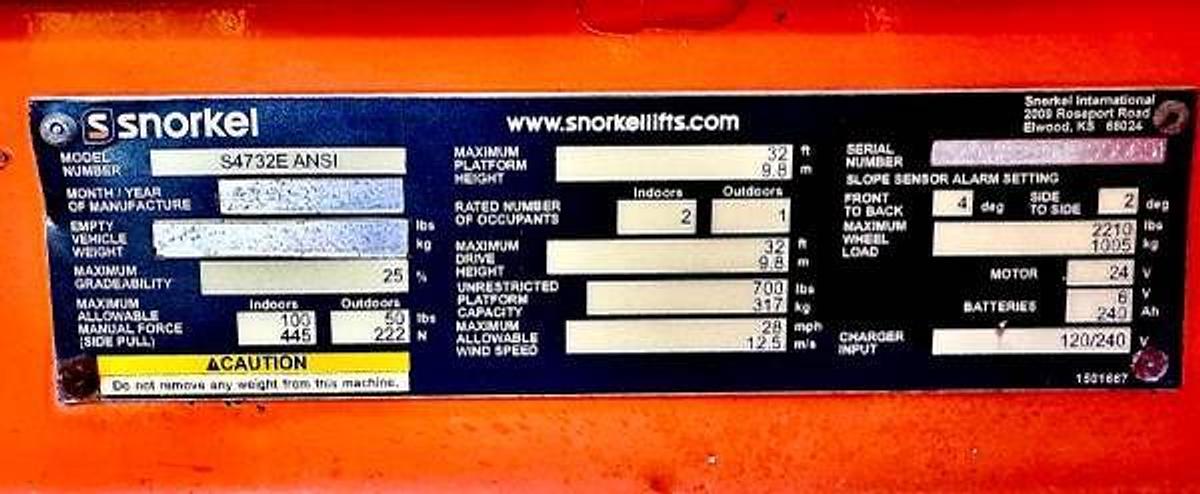 S snorkel
www.snorkellifts.com
Snorkel International
2009 Roseport Road
Elwood, KS 68024
MODEL
NUMBER
S4732E ANSI
MONTH / YEAR
OF MANUFACTURE
EMPTY
VEHICLE
WEIGHT
lbs
kg
MAXIMUM
GRADEABILITY
25 %
MAXIMUM
ALLOWABLE
MANUAL FORCE
(SIDE PULL)
Indoors Outdoors
100 50 lbs
445 222 N
⚠CAUTION
Do not remove any weight from this machine.
MAXIMUM
PLATFORM
HEIGHT
32 ft
9.8 m
Indoors Outdoors
RATED NUMBER
OF OCCUPANTS
2 1
MAXIMUM
DRIVE
HEIGHT
32 ft
9.8 m
UNRESTRICTED
PLATFORM
CAPACITY
700 lbs
317 kg
MAXIMUM
ALLOWABLE
WIND SPEED
28 mph
12.5 m/s
SERIAL
NUMBER
SLOPE SENSOR ALARM SETTING
FRONT
TO BACK
4 deg
SIDE
TO SIDE
2 deg
MAXIMUM
WHEEL
LOAD
2210 lbs
1005 kg
MOTOR 24 V
BATTERIES
6 V
240 Ah
CHARGER
INPUT
120/240 V
1501667